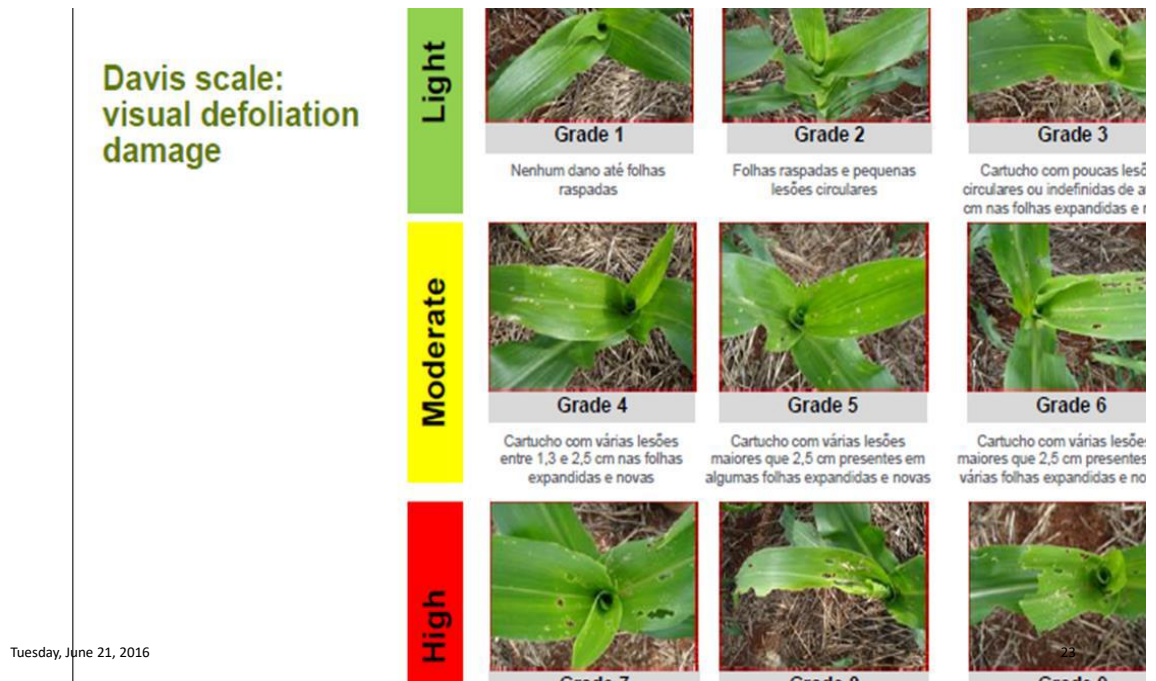 Davis scale:
visual defoliation
damage
Light
Grade 1
Grade 2
Grade 3
Nenhum dano até folhas
raspadas
Folhas raspadas e pequenas
lesões circulares
Cartucho com poucas
circulares ou indefinidas de
cm nas folhas expandidas e
Moderate
Grade 4
Grade 5
Grade 6
Cartucho com várias lesões
entre 1,3 e 2,5 cm nas folhas
expandidas e novas
Cartucho com várias lesões
maiores que 2,5 cm presentes em
algumas folhas expandidas e novas
Cartucho com várias
maiores que 2,5 cm presentes
várias folhas expandidas e
High
Tuesday, June 21, 2016
23